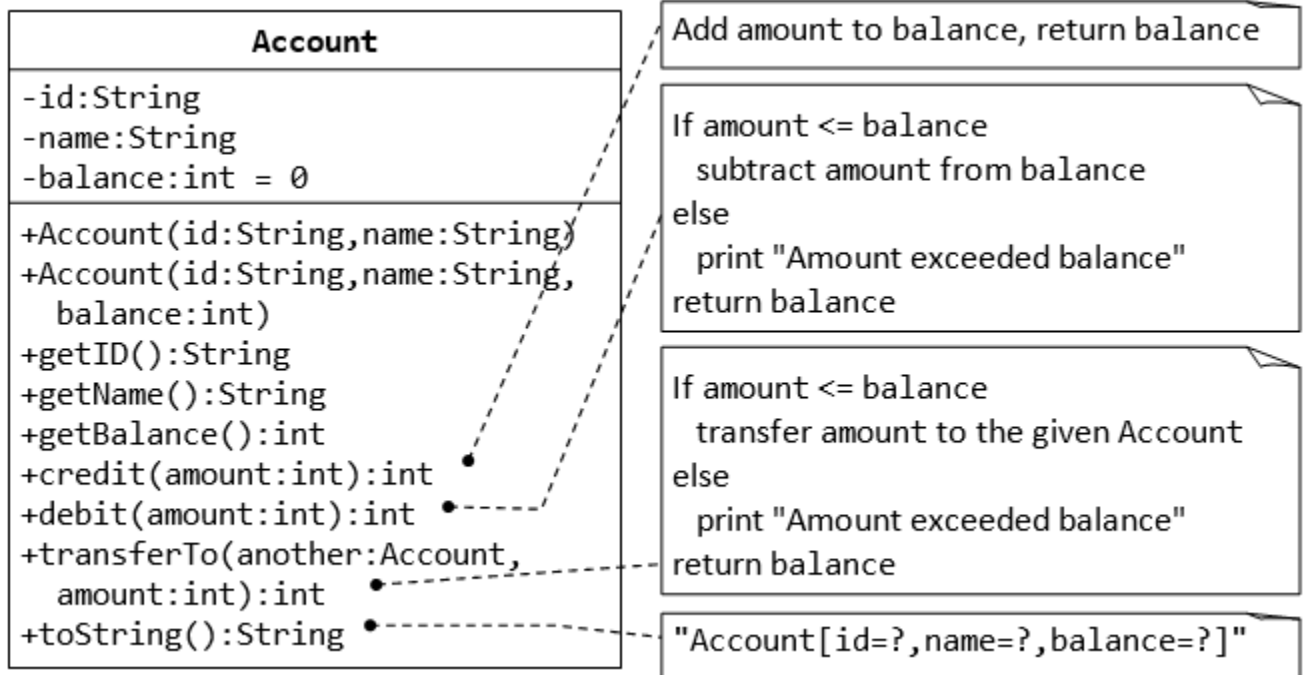 Account
-id:String
-name:String
-balance:int = 0
+Account(id:String,name:String)
+Account(id:String,name:String,
balance:int)
+getID():String
+getName():String
+getBalance():int
+credit(amount:int):int
+debit(amount:int):int
+transferTo(another:Account,
amount:int):int
+toString():String
Add amount to balance, return balance
If amount <= balance
subtract amount from balance
else
print "Amount exceeded balance"
return balance
If amount <= balance
transfer amount to the given Account
else
print "Amount exceeded balance"
return balance
"Account[id=?,name=?,balance=?]"